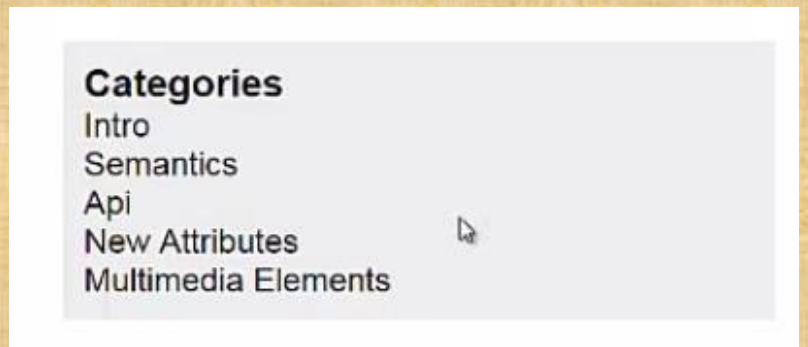 Categories
Intro
Semantics
Api
New Attributes
Multimedia Elements